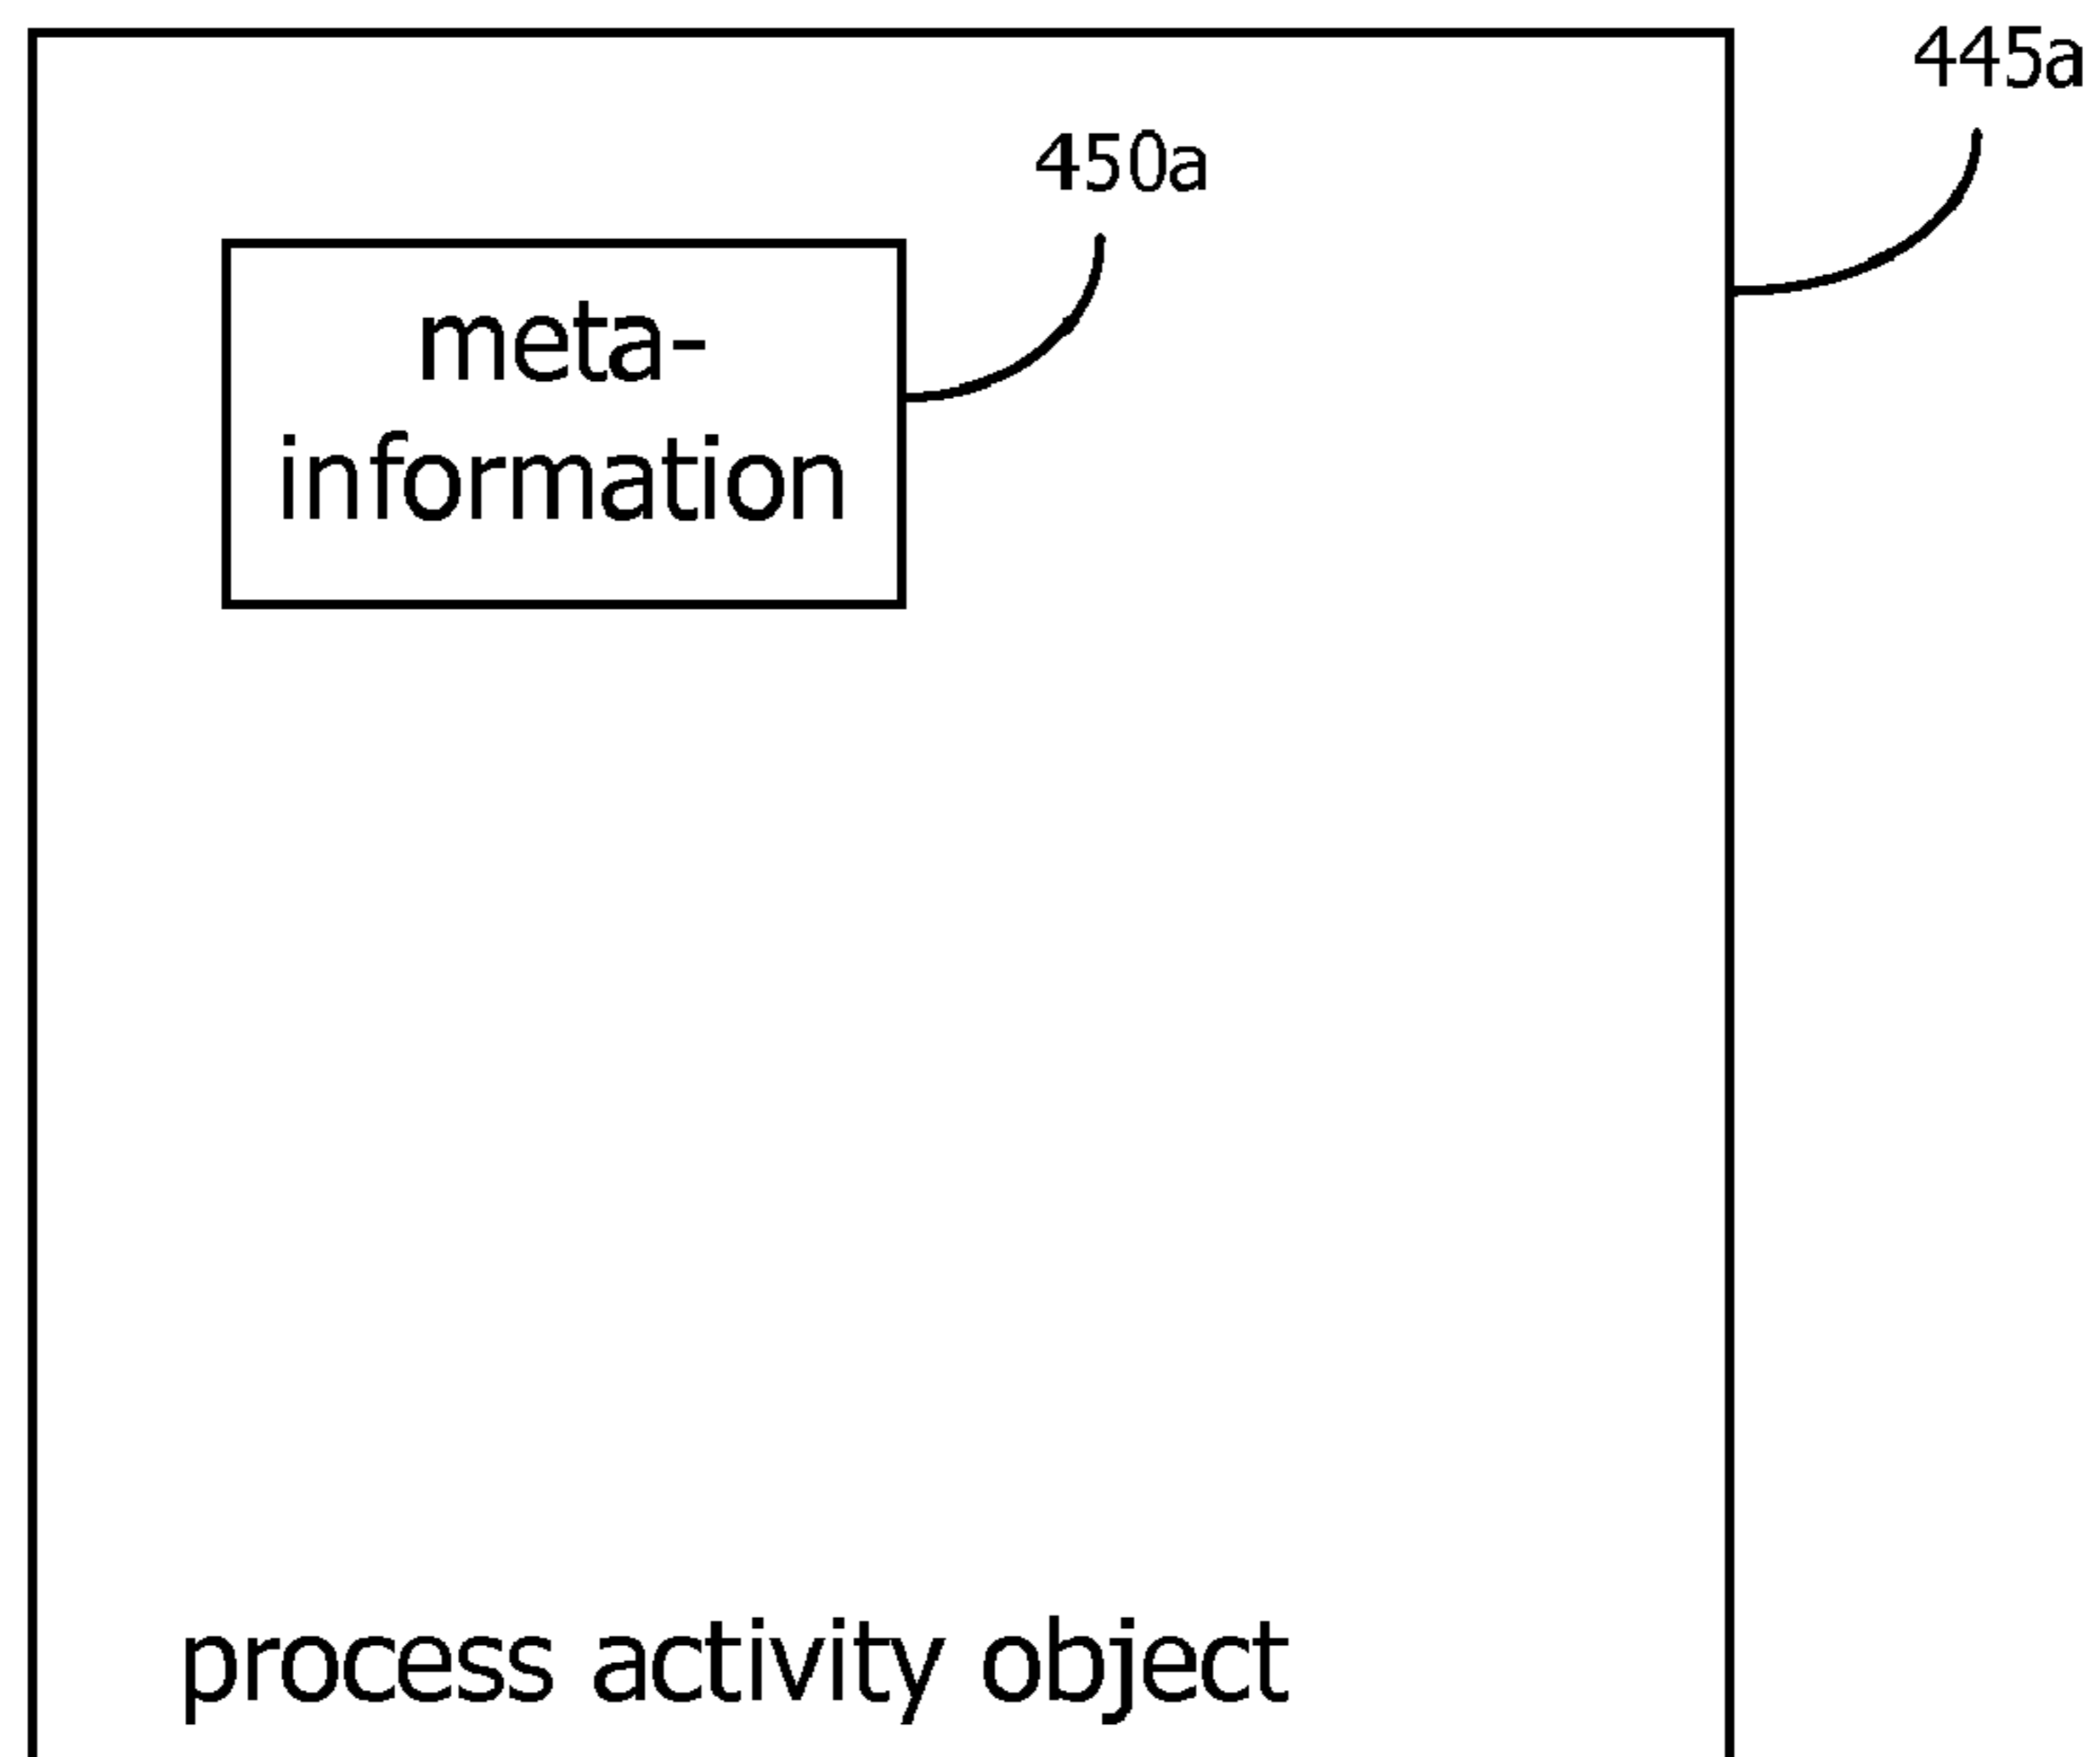 445a
450a
meta-
information
process activity object